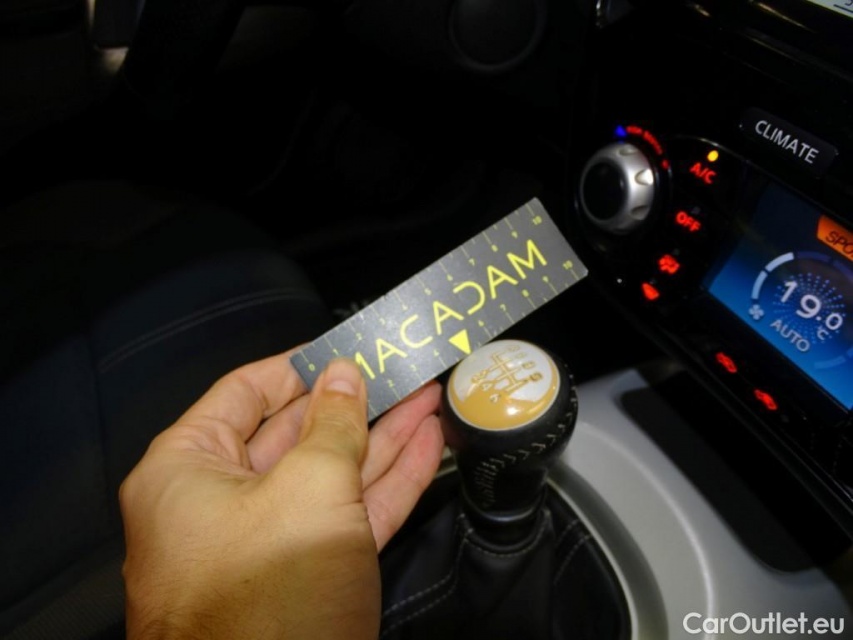 CLIMATE
A/C
OFF
19.0
°C
AUTO
MACADAM
CarOutlet.eu